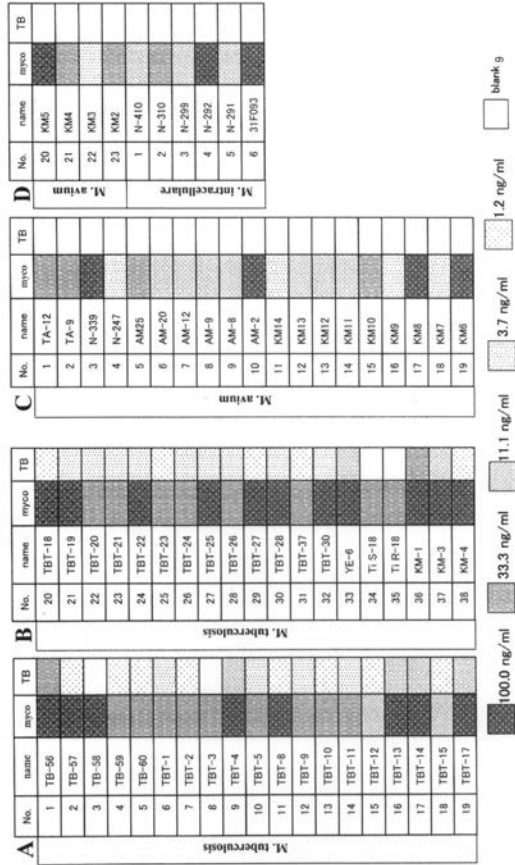 A
No. name myco TB
M. tuberculosis
1 TB-56
2 TB-57
3 TB-58
4 TB-59
5 TB-60
6 TBT-1
7 TBT-2
8 TBT-3
9 TBT-4
10 TBT-5
11 TBT-8
12 TBT-9
13 TBT-10
14 TBT-11
15 TBT-12
16 TBT-13
17 TBT-14
18 TBT-15
19 TBT-17
B
No. name myco TB
M. tuberculosis
20 TBT-18
21 TBT-19
22 TBT-20
23 TBT-21
24 TBT-22
25 TBT-23
26 TBT-24
27 TBT-25
28 TBT-26
29 TBT-27
30 TBT-28
31 TBT-37
32 TBT-30
33 YE-6
34 Ti S-18
35 Ti R-18
36 KM-1
37 KM-3
38 KM-4
C
No. name myco TB
M. avium
1 TA-12
2 TA-9
3 N-339
4 N-247
5 AM25
6 AM-20
7 AM-12
8 AM-9
9 AM-8
10 AM-2
11 KM14
12 KM13
13 KM12
14 KM11
15 KM10
16 KM9
17 KM8
18 KM7
19 KM6
D
No. name myco TB
M. avium
20 KM5
21 KM4
22 KM3
23 KM2
M. intracellulare
1 N-410
2 N-310
3 N-299
4 N-292
5 N-291
6 31F093
100.0 ng/ml 33.3 ng/ml 11.1 ng/ml 3.7 ng/ml 1.2 ng/ml blank 9